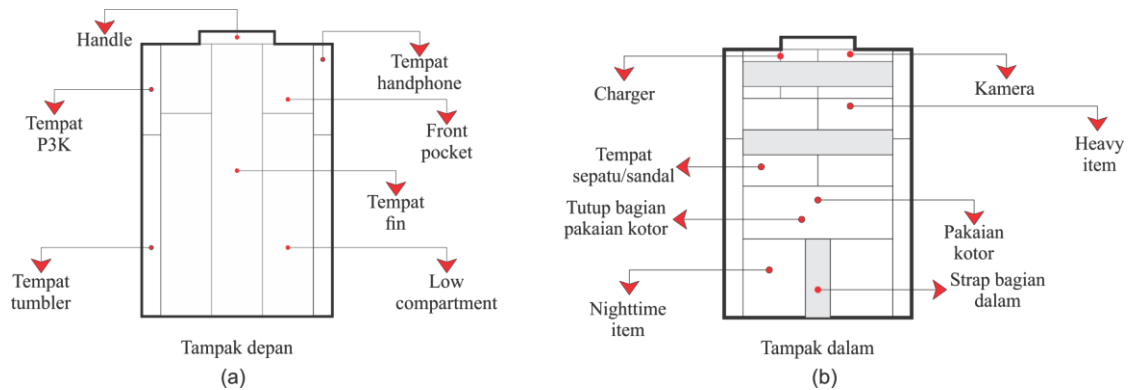 Handle
Tempat
handphone
Tempat
P3K
Front
pocket
Tempat
fin
Tempat
tumbler
Low
compartment
Tampak depan
(a)
Charger
Kamera
Heavy
item
Tempat
sepatu/sandal
Tutup bagian
pakaian kotor
Pakaian
kotor
Nighttime
item
Strap bagian
dalam
Tampak dalam
(b)